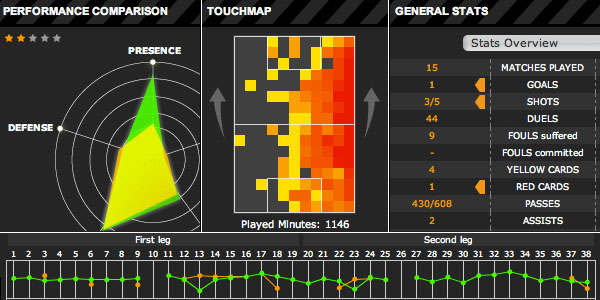 PERFORMANCE COMPARISON
PRESENCE
DEFENSE
TOUCHMAP
Played Minutes: 1146
GENERAL STATS
Stats Overview
15 MATCHES PLAYED
1 GOALS
3/5 SHOTS
44 DUELS
9 FOULS suffered
- FOULS committed
4 YELLOW CARDS
1 RED CARDS
430/608 PASSES
2 ASSISTS
First leg Second leg
1 2 3 4 5 6 7 8 9 10 11 12 13 14 15 16 17 18 19 20 21 22 23 24 25 26 27 28 29 30 31 32 33 34 35 36 37 38